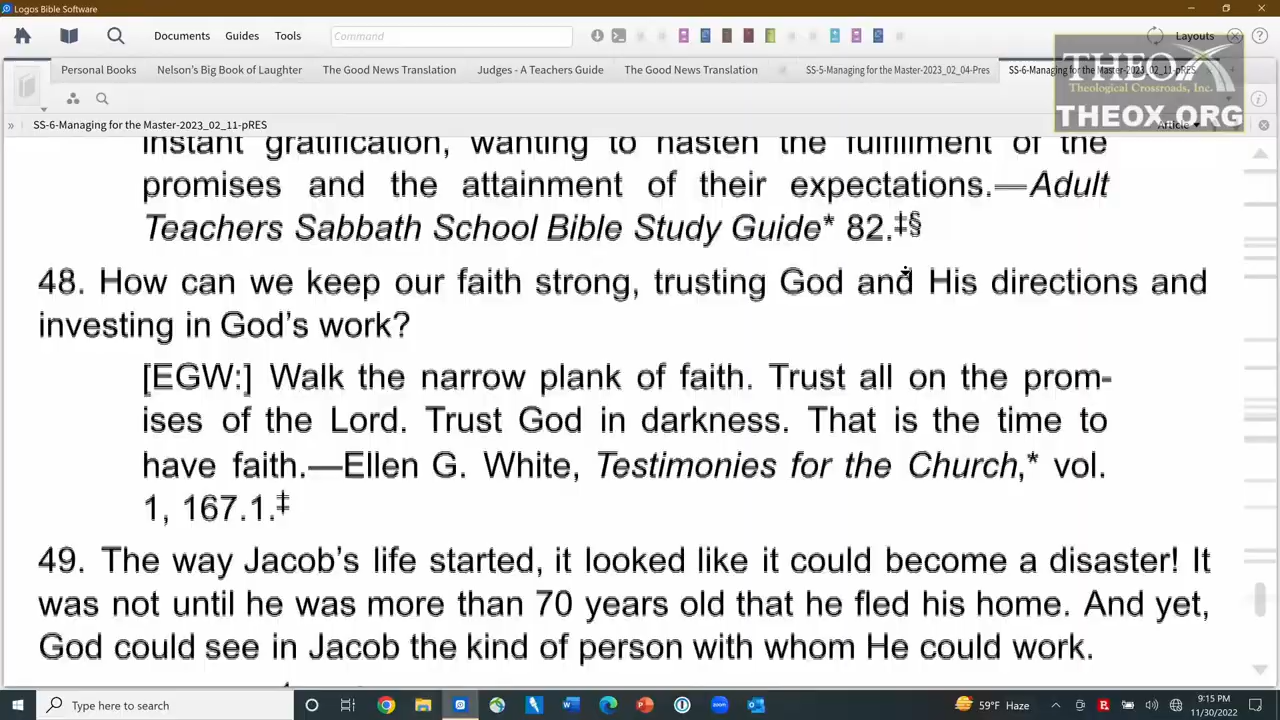 Logos Bible Software
Documents Guides Tools Command Layouts
Personal Books Nelson's Big Book of Laughter The Go Judges - A Teachers Guide The Good News Translation SS-5-Managing for the Master-2023_02_04-Pres SS-6-Managing for the Master-2023_02_11-pRES
THEOX
Theological Crossroads, Inc.
THEOX.ORG
SS-6-Managing for the Master-2023_02_11-pRES Article
instant gratification, wanting to hasten the fulfillment of the
promises and the attainment of their expectations.—Adult
Teachers Sabbath School Bible Study Guide* 82.‡§
48. How can we keep our faith strong, trusting God and His directions and
investing in God's work?
[EGW:] Walk the narrow plank of faith. Trust all on the prom-
ises of the Lord. Trust God in darkness. That is the time to
have faith.—Ellen G. White, Testimonies for the Church,* vol.
1, 167.1.‡
49. The way Jacob's life started, it looked like it could become a disaster! It
was not until he was more than 70 years old that he fled his home. And yet,
God could see in Jacob the kind of person with whom He could work.
Type here to search
59°F Haze
9:15 PM
11/30/2022